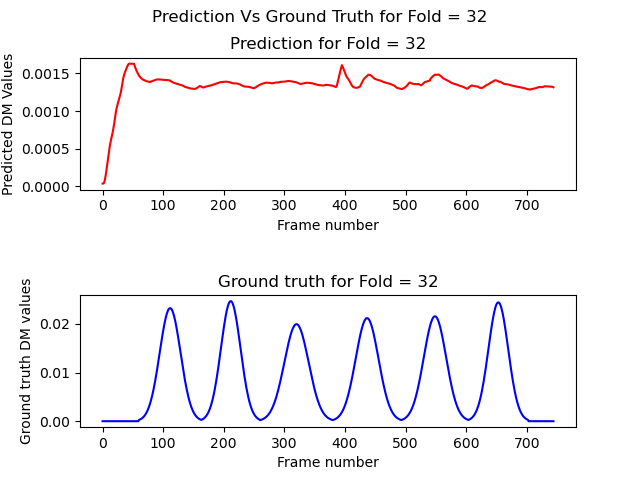 Prediction Vs Ground Truth for Fold = 32
Prediction for Fold = 32
Predicted DM Values
0.0015
0.0010
0.0005
0.0000
0 100 200 300 400 500 600 700
Frame number
Ground truth for Fold = 32
Ground truth DM values
0.02
0.01
0.00
0 100 200 300 400 500 600 700
Frame number